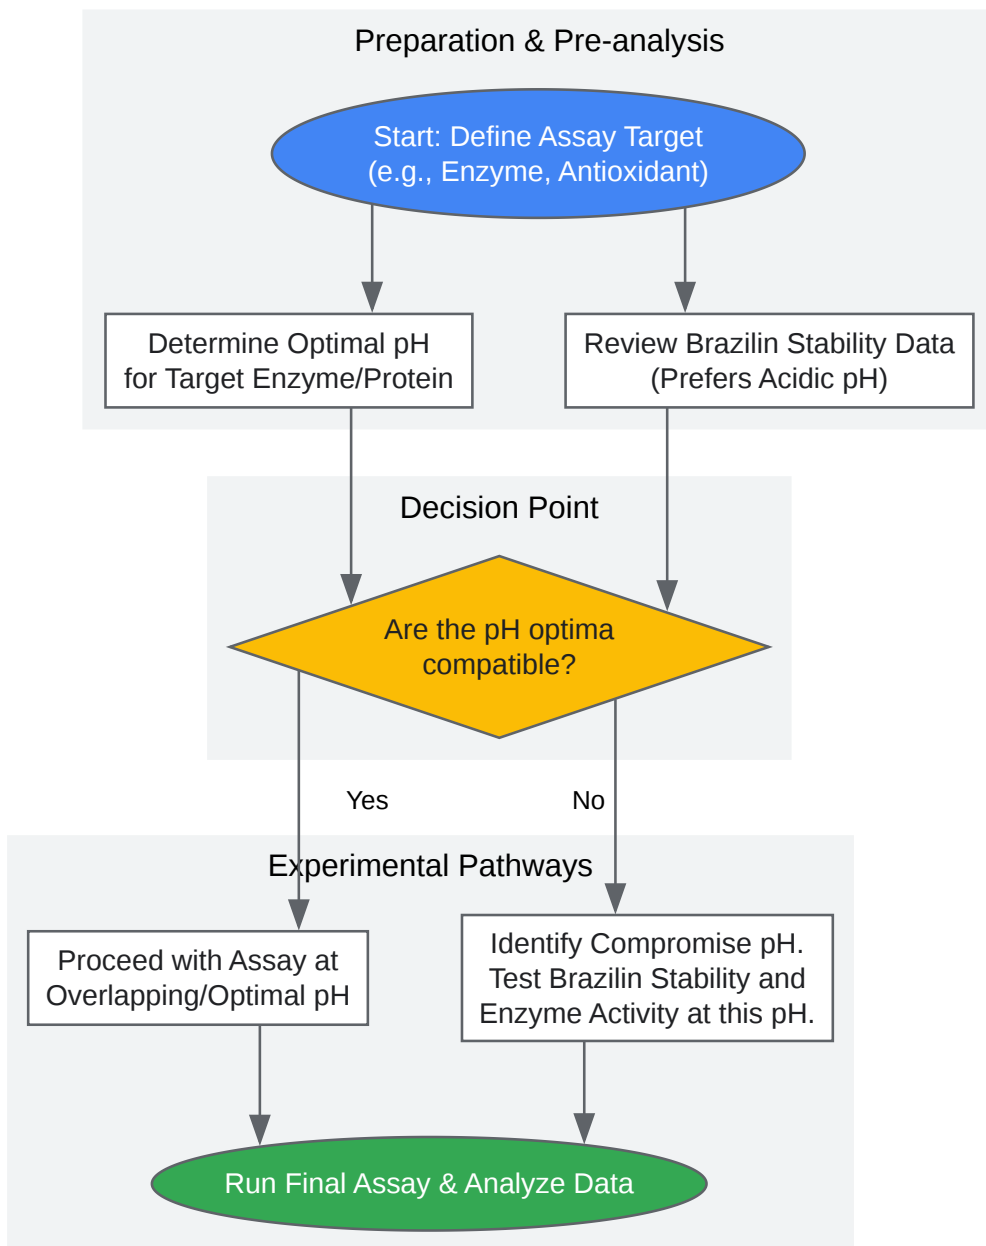 Preparation & Pre-analysis
Start: Define Assay Target
(e.g., Enzyme, Antioxidant)
Determine Optimal pH
for Target Enzyme/Protein
Review Brazilin Stability Data
(Prefers Acidic pH)
Decision Point
Are the pH optima
compatible?
Yes
No
Experimental Pathways
Proceed with Assay at
Overlapping/Optimal pH
Identify Compromise pH.
Test Brazilin Stability and
Enzyme Activity at this pH.
Run Final Assay & Analyze Data